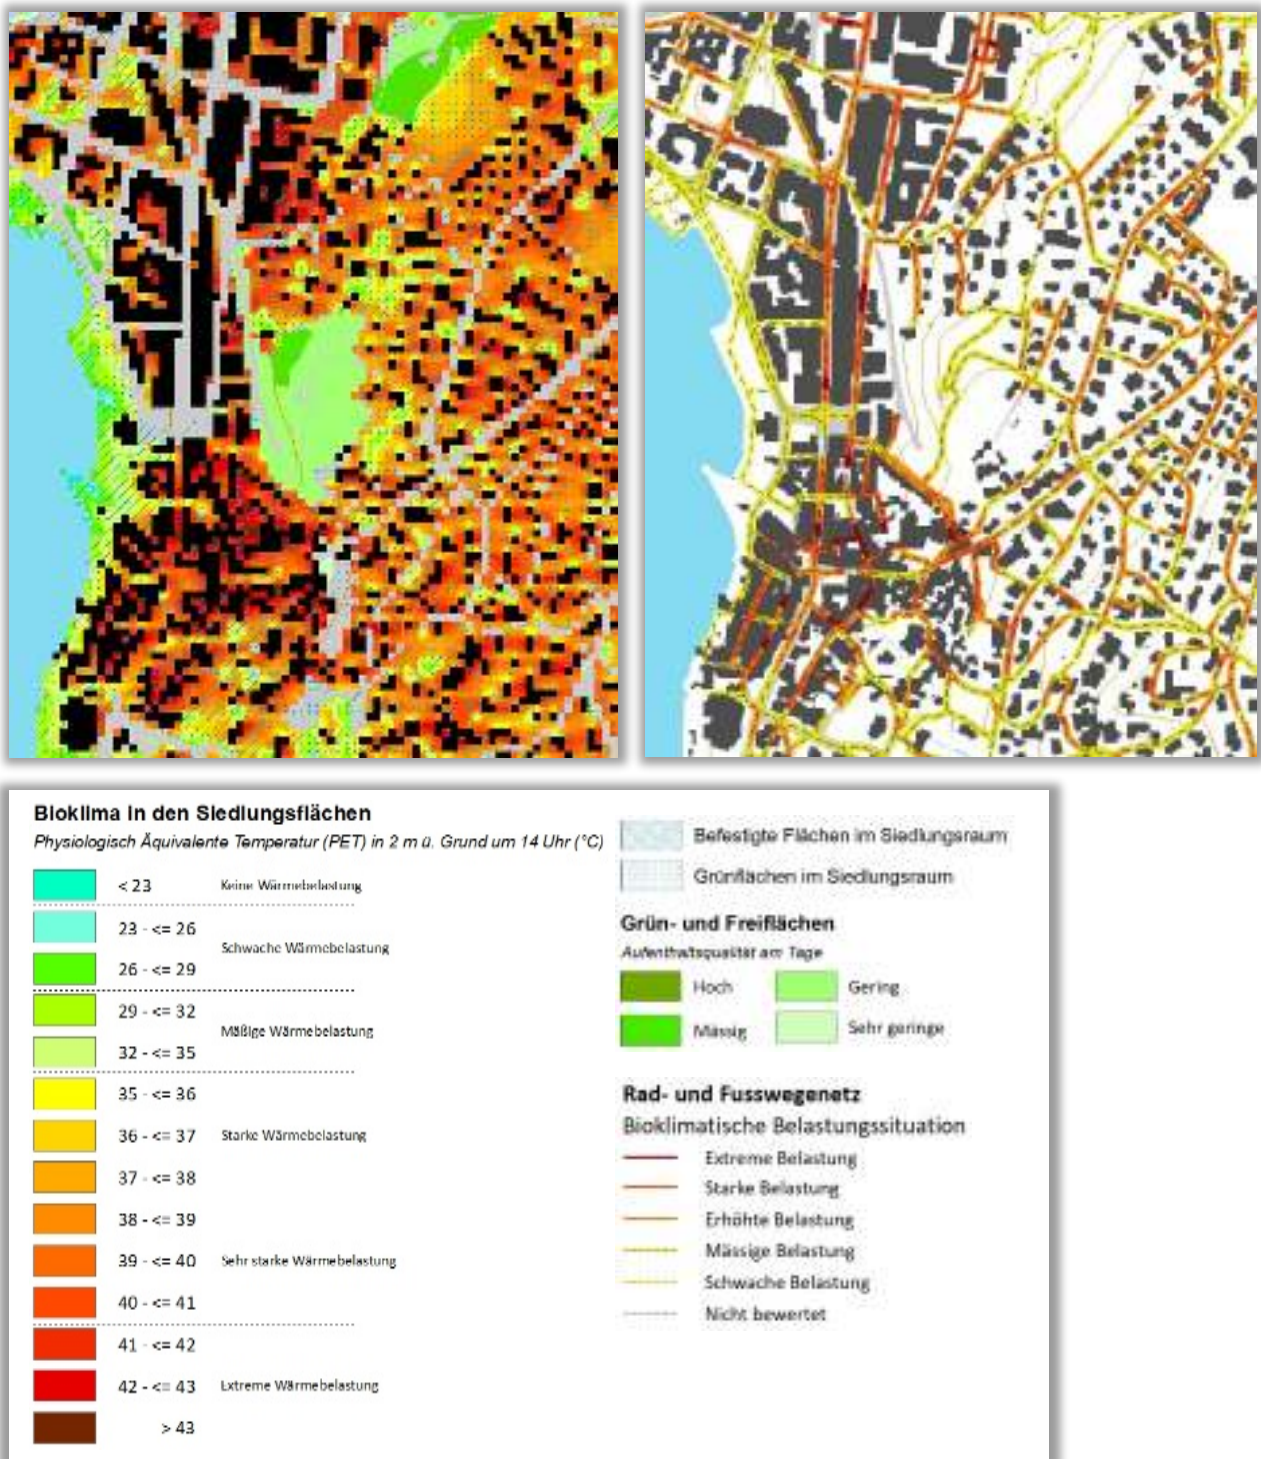 Bioklima in den Siedlungsflächen
Physiologisch Äquivalente Temperatur (PET) in 2 m ü. Grund um 14 Uhr (°C)
< 23 Keine Wärmebelastung
23 - <= 26
Schwache Wärmebelastung
26 - <= 29
29 - <= 32
Mäßige Wärmebelastung
32 - <= 35
35 - <= 36
36 - <= 37 Starke Wärmebelastung
37 - <= 38
38 - <= 39
39 - <= 40 Sehr starke Wärmebelastung
40 - <= 41
41 - <= 42
42 - <= 43 Extreme Wärmebelastung
> 43
Befestigte Flächen im Siedlungsraum
Grünflächen im Siedlungsraum
Grün- und Freiflächen
Aufenthaltsqualität am Tage
Hoch Gering
Mässig Sehr geringe
Rad- und Fusswegenetz
Bioklimatische Belastungssituation
Extreme Belastung
Starke Belastung
Erhöhte Belastung
Mässige Belastung
Schwache Belastung
Nicht bewertet